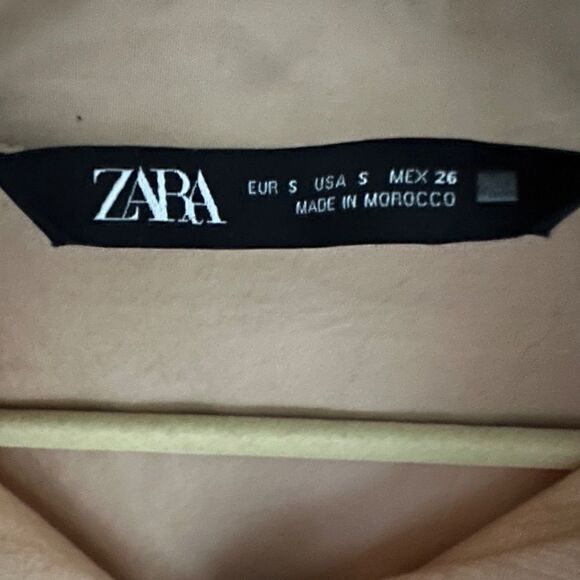 ZARA
EUR S USA S MEX 26
MADE IN MOROCCO